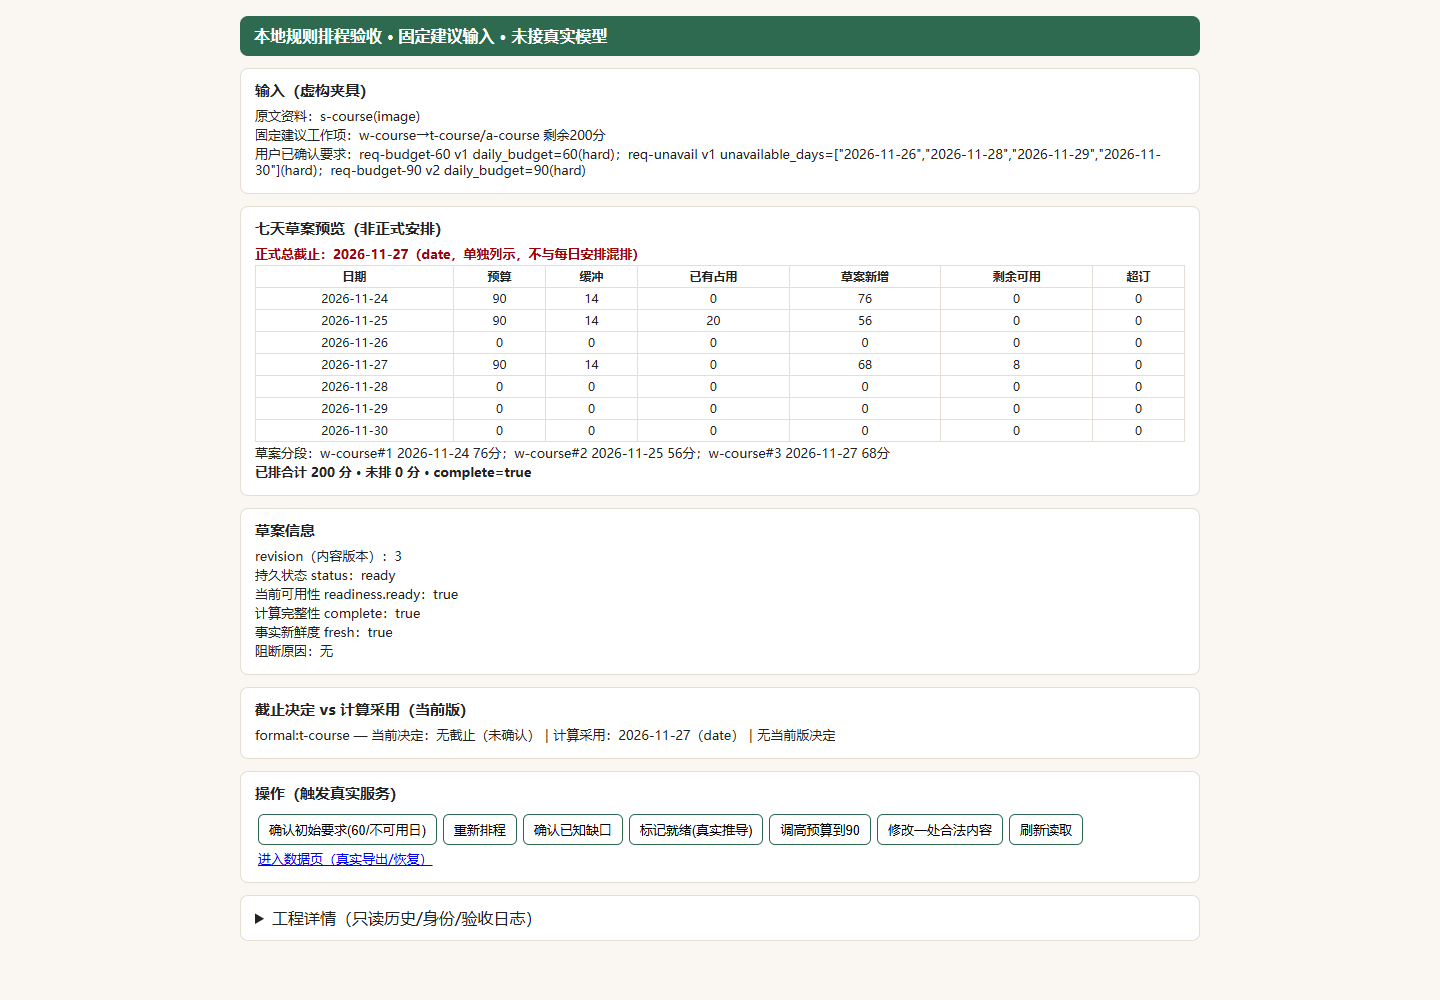 本地规则排程验收 • 固定建议输入 • 未接真实模型
输入（虚构夹具）
原文资料：s-course(image)
固定建议工作项：w-course→t-course/a-course 剩余200分
用户已确认要求：req-budget-60 v1 daily_budget=60(hard)；req-unavail v1 unavailable_days=["2026-11-26","2026-11-28","2026-11-29","2026-11-
30"](hard)；req-budget-90 v2 daily_budget=90(hard)
七天草案预览（非正式安排）
正式总截止：2026-11-27（date，单独列示，不与每日安排混排）
日期 预算 缓冲 已有占用 草案新增 剩余可用 超订
2026-11-24 90 14 0 76 0 0
2026-11-25 90 14 20 56 0 0
2026-11-26 0 0 0 0 0 0
2026-11-27 90 14 0 68 8 0
2026-11-28 0 0 0 0 0 0
2026-11-29 0 0 0 0 0 0
2026-11-30 0 0 0 0 0 0
草案分段：w-course#1 2026-11-24 76分；w-course#2 2026-11-25 56分；w-course#3 2026-11-27 68分
已排合计 200 分 • 未排 0 分 • complete=true
草案信息
revision（内容版本）：3
持久状态 status：ready
当前可用性 readiness.ready：true
计算完整性 complete：true
事实新鲜度 fresh：true
阻断原因：无
截止决定 vs 计算采用（当前版）
formal:t-course — 当前决定：无截止（未确认）｜计算采用：2026-11-27（date）｜无当前版决定
操作（触发真实服务）
确认初始要求(60/不可用日) 重新排程 确认已知缺口 标记就绪(真实推导) 调高预算到90 修改一处合法内容 刷新读取
进入数据页（真实导出/恢复）
▶ 工程详情（只读历史/身份/验收日志）